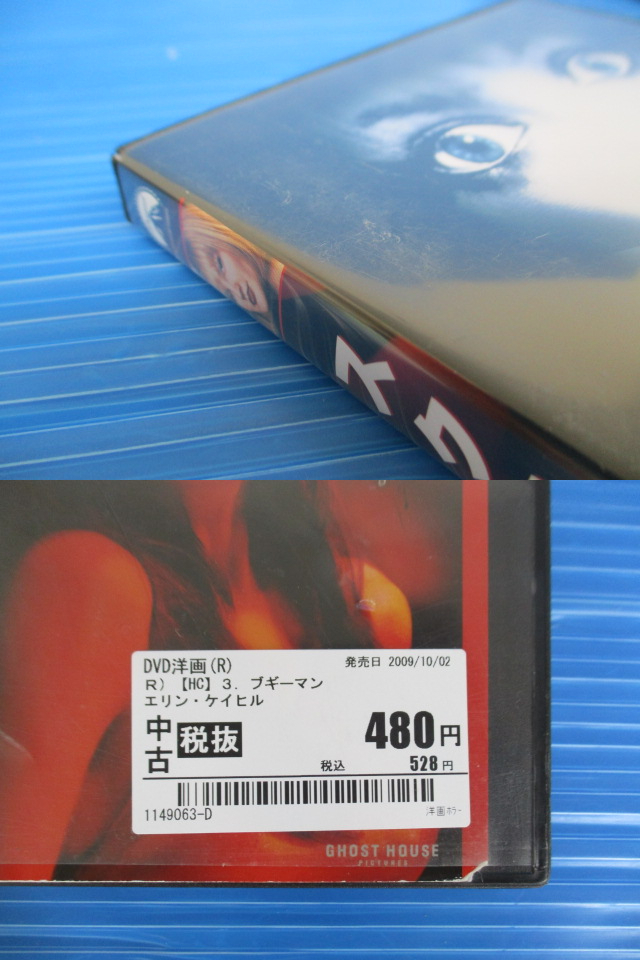 スク
DVD洋画(R)
発売日 2009/10/02
R) 【HC】3. ブギーマン
エリン・ケイヒル
中古 税抜 480円
税込 528円
1149063-D
洋画ホラー
GHOST HOUSE
PICTURES